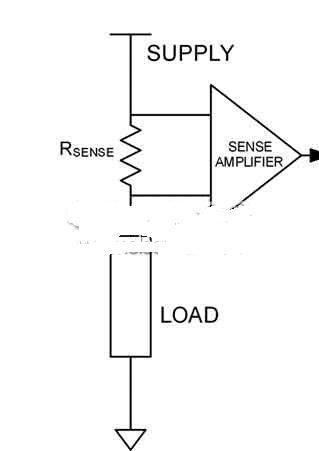 SUPPLY
RSENSE
SENSE
AMPLIFIER
LOAD